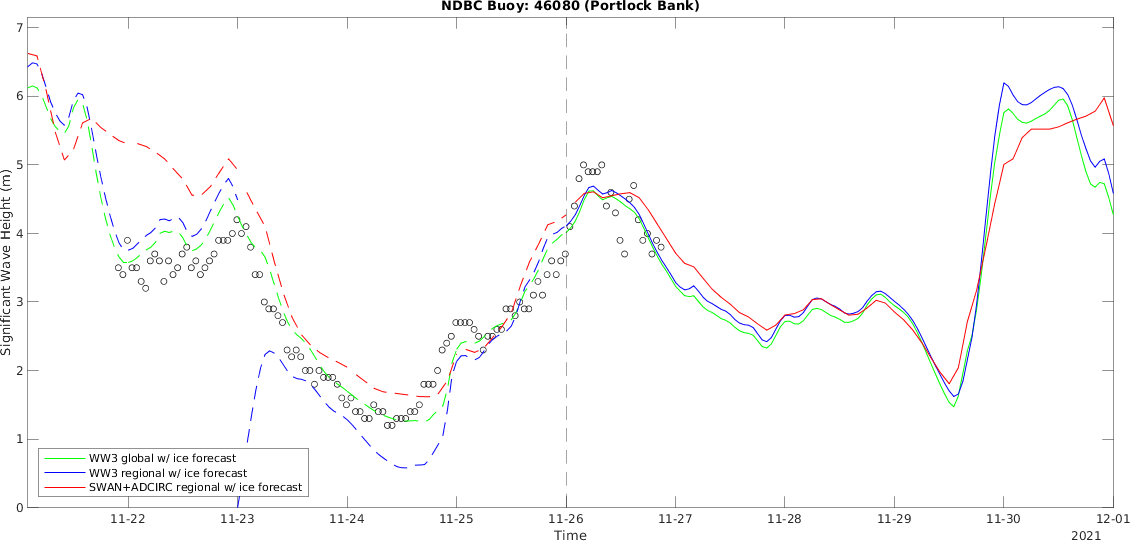 NDBC Buoy: 46080 (Portlock Bank)
7
6
5
4
3
2
1
0
Significant Wave Height (m)
WW3 global w/ ice forecast
WW3 regional w/ ice forecast
SWAN+ADCIRC regional w/ ice forecast
11-22 11-23 11-24 11-25 11-26 11-27 11-28 11-29 11-30 12-01
Time
2021